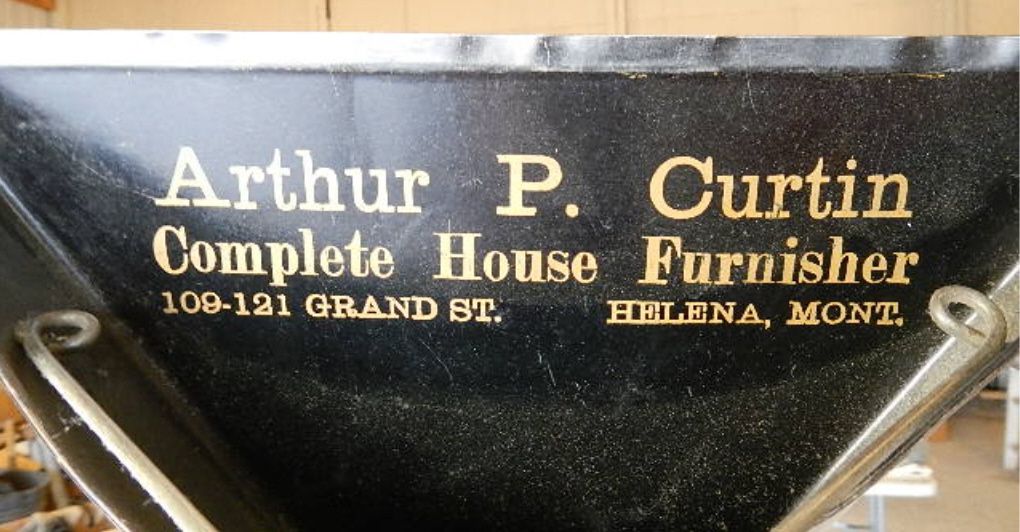 Arthur P. Curtin
Complete House Furnisher
109-121 GRAND ST. HELENA, MONT.